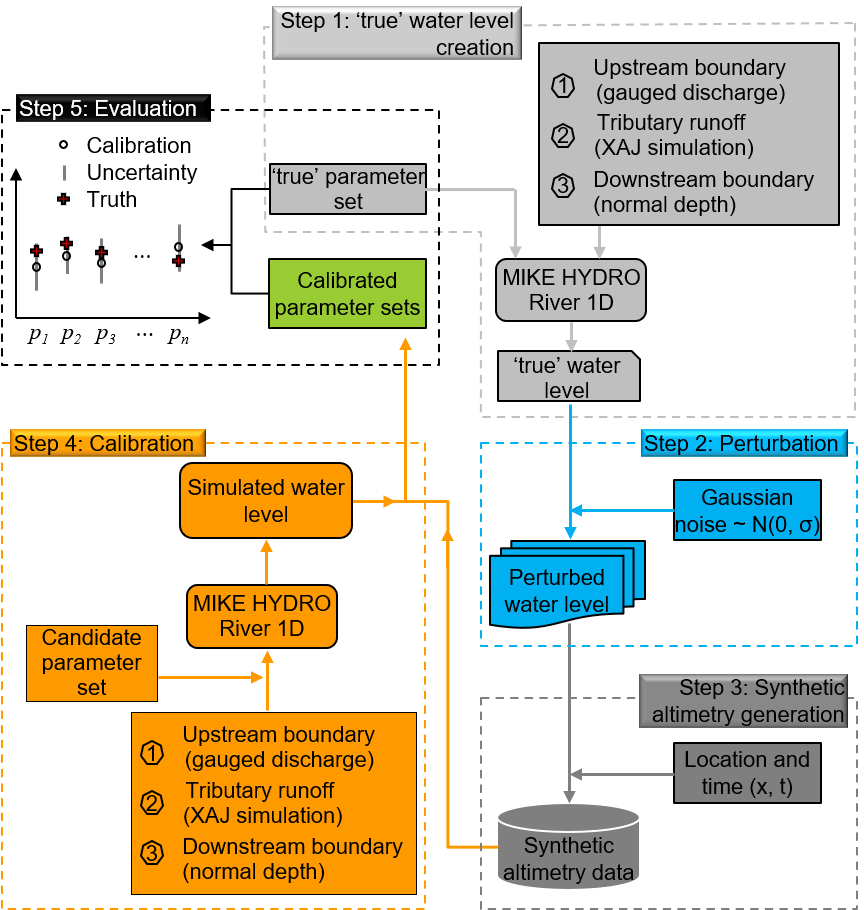 Step 1: ‘true’ water level
creation
1
Upstream boundary
(gauged discharge)
2
Tributary runoff
(XAJ simulation)
3
Downstream boundary
(normal depth)
‘true’ parameter
set
MIKE HYDRO
River 1D
‘true’ water
level
Step 2: Perturbation
Gaussian
noise ~ N(0, σ)
Perturbed
water level
Step 3: Synthetic
altimetry generation
Location and
time (x, t)
Synthetic
altimetry data
Step 4: Calibration
Simulated water
level
MIKE HYDRO
River 1D
Candidate
parameter
set
1
Upstream boundary
(gauged discharge)
2
Tributary runoff
(XAJ simulation)
3
Downstream boundary
(normal depth)
Step 5: Evaluation
Calibration
Uncertainty
Truth
...
p1 p2 p3 ... pn
Calibrated
parameter sets